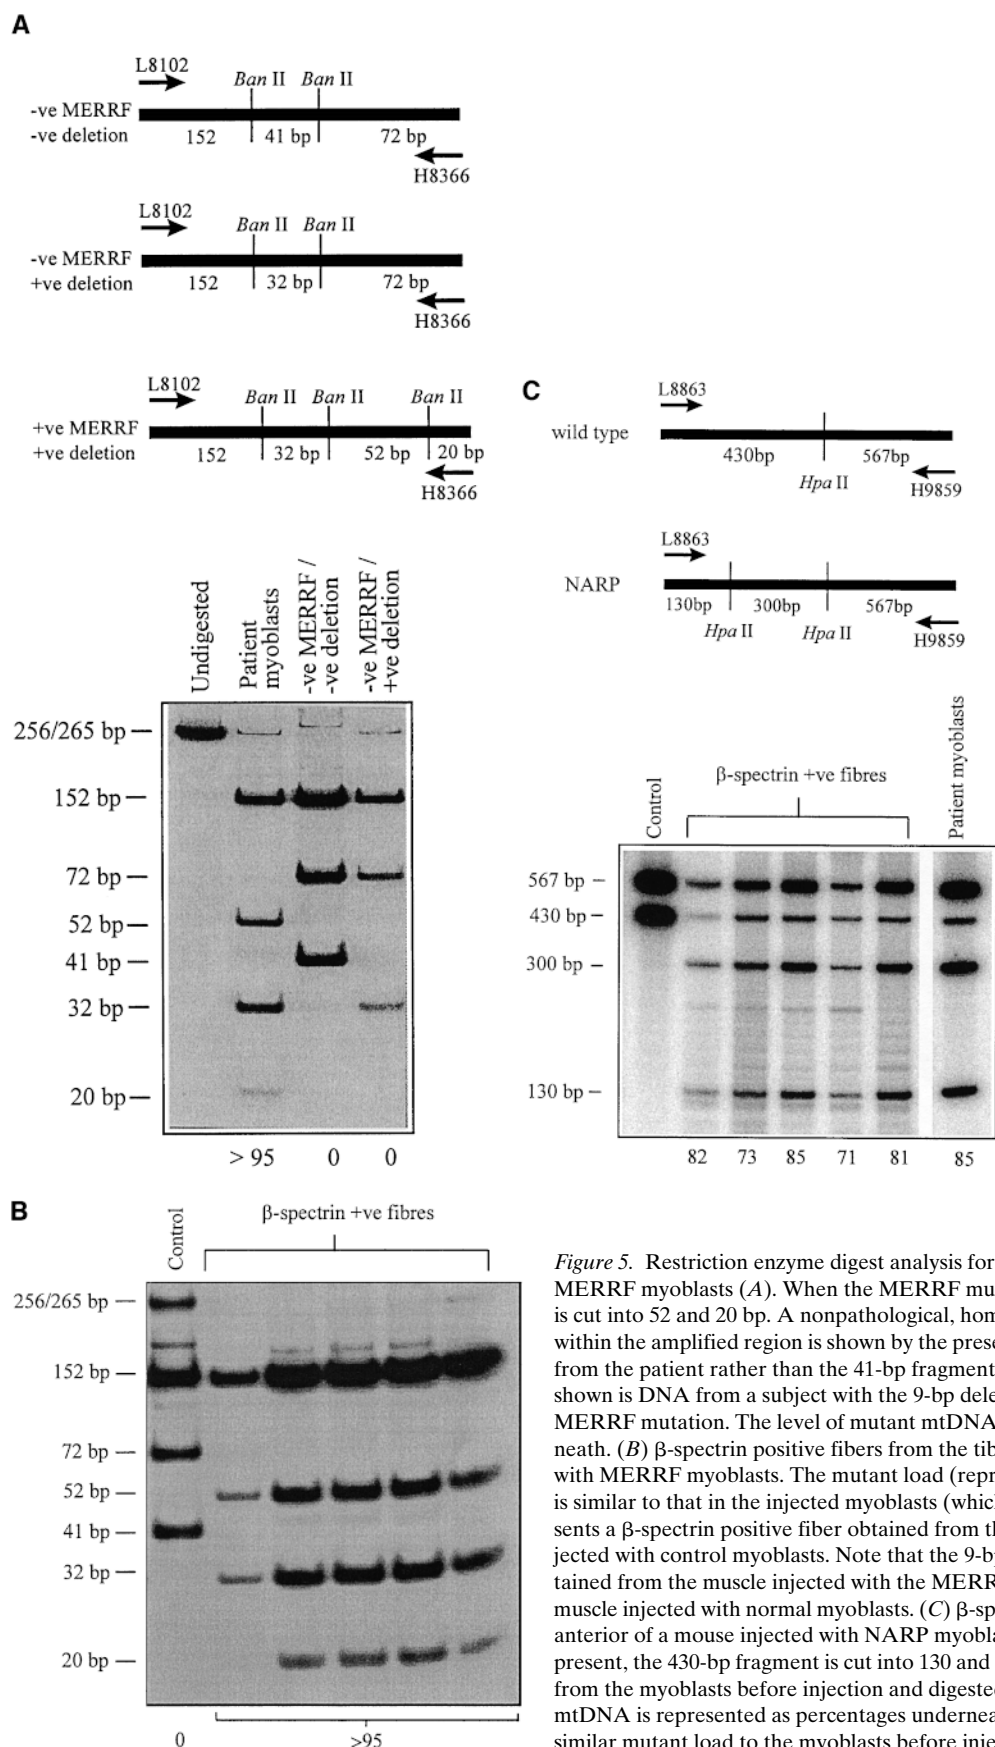 A
L8102
Ban II Ban II
-ve MERRF
-ve deletion
152 41 bp 72 bp
H8366
L8102
Ban II Ban II
-ve MERRF
+ve deletion
152 32 bp 72 bp
H8366
L8102
Ban II Ban II Ban II
+ve MERRF
+ve deletion
152 32 bp 52 bp 20 bp
H8366
Undigested
Patient myoblasts
-ve MERRF / -ve deletion
-ve MERRF / +ve deletion
256/265 bp
152 bp
72 bp
52 bp
41 bp
32 bp
20 bp
> 95 0 0
C
L8863
wild type
430bp 567bp
Hpa II
H9859
L8863
NARP
130bp 300bp 567bp
Hpa II Hpa II
H9859
Control
β-spectrin +ve fibres
Patient myoblasts
567 bp
430 bp
300 bp
130 bp
82 73 85 71 81 85
B
Control
β-spectrin +ve fibres
256/265 bp
152 bp
72 bp
52 bp
41 bp
32 bp
20 bp
0 >95
Figure 5. Restriction enzyme digest analysis for
MERRF myoblasts (A). When the MERRF mu
is cut into 52 and 20 bp. A nonpathological, hom
within the amplified region is shown by the prese
from the patient rather than the 41-bp fragment
shown is DNA from a subject with the 9-bp dele
MERRF mutation. The level of mutant mtDNA
neath. (B) β-spectrin positive fibers from the tib
with MERRF myoblasts. The mutant load (repr
is similar to that in the injected myoblasts (which
sents a β-spectrin positive fiber obtained from th
jected with control myoblasts. Note that the 9-bp
tained from the muscle injected with the MERR
muscle injected with normal myoblasts. (C) β-sp
anterior of a mouse injected with NARP myobla
present, the 430-bp fragment is cut into 130 and
from the myoblasts before injection and digested
mtDNA is represented as percentages undernea
similar mutant load to the myoblasts before inje